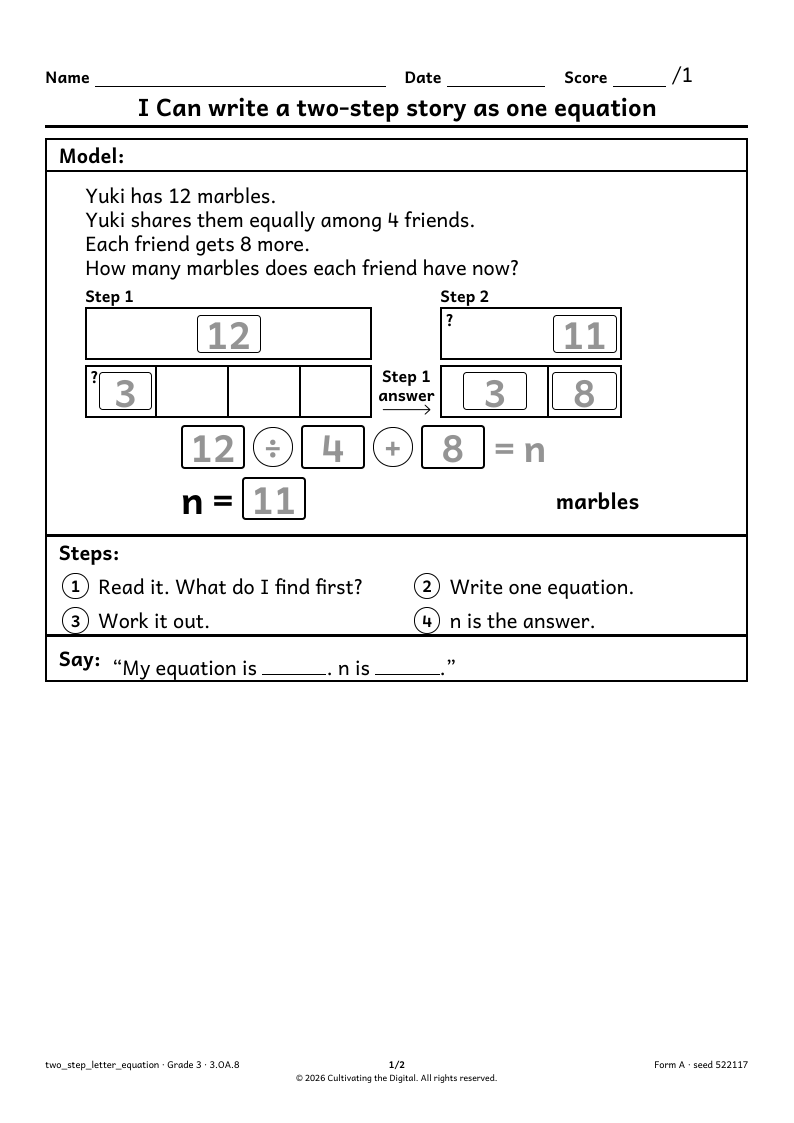 Name Date Score /1
I Can write a two-step story as one equation
Model:
Yuki has 12 marbles.
Yuki shares them equally among 4 friends.
Each friend gets 8 more.
How many marbles does each friend have now?
Step 1 Step 2
12 ? 11
? 3 Step 1 answer 3 8
12 ÷ 4 + 8 = n
n = 11 marbles
Steps:
1 Read it. What do I find first? 2 Write one equation.
3 Work it out. 4 n is the answer.
Say: “My equation is ______. n is ______.”
two_step_letter_equation · Grade 3 · 3.OA.8 1/2 Form A · seed 522117
© 2026 Cultivating the Digital. All rights reserved.